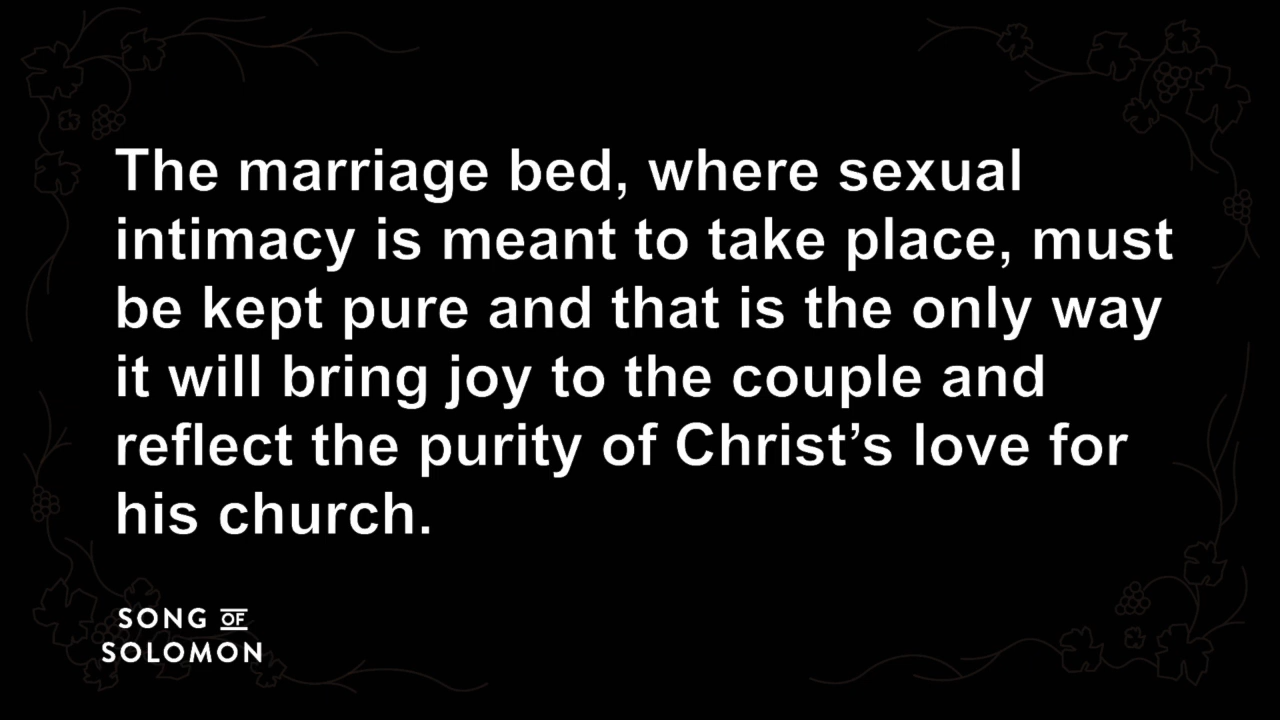 The marriage bed, where sexual
intimacy is meant to take place, must
be kept pure and that is the only way
it will bring joy to the couple and
reflect the purity of Christ’s love for
his church.
SONG OF
SOLOMON